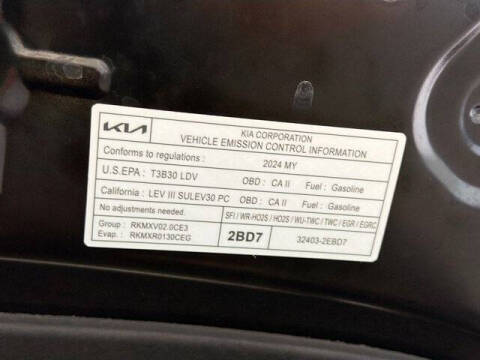 KIA
KIA CORPORATION
VEHICLE EMISSION CONTROL INFORMATION
Conforms to regulations : 2024 MY
U.S.EPA : T3B30 LDV OBD : CA II Fuel : Gasoline
California : LEV III SULEV30 PC OBD : CA II Fuel : Gasoline
No adjustments needed. SFI / WR-HO2S / HO2S / WU-TWC / TWC / EGR / EGRC
Group : RKMXV02.0CE3
Evap. : RKMXR0130CEG 2BD7 32403-2EBD7